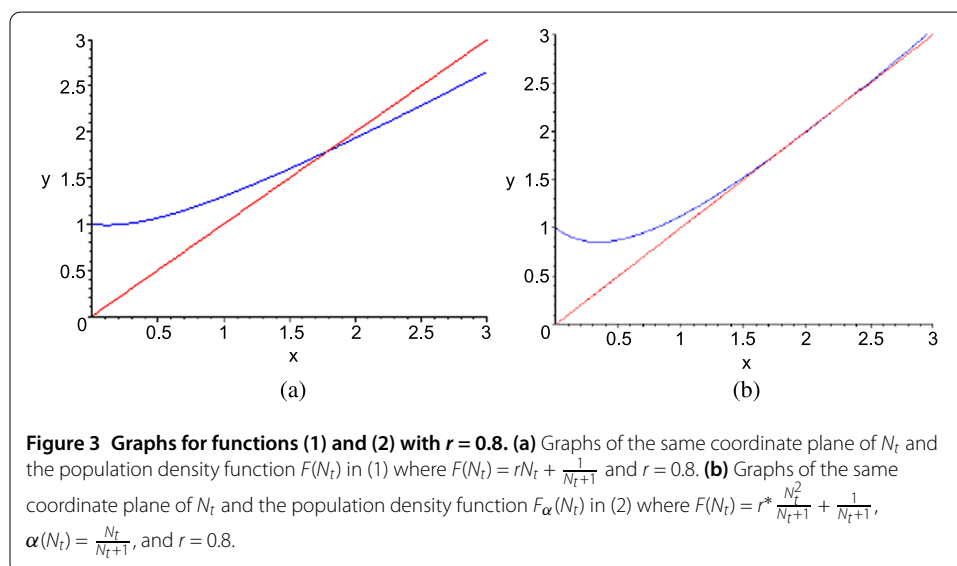 3
2.5
2
y
1.5
1
0.5
0
0.5
1
1.5
2
2.5
3
x
(a)
3
2.5
2
y
1.5
1
0.5
0
0.5
1
1.5
2
2.5
3
x
(b)
Figure 3 Graphs for functions (1) and (2) with r = 0.8. (a) Graphs of the same coordinate plane of N_t and
the population density function F(N_t) in (1) where F(N_t) = rN_t + \frac{1}{N_t+1} and r = 0.8. (b) Graphs of the same
coordinate plane of N_t and the population density function F_α(N_t) in (2) where F(N_t) = r* \frac{N_t^2}{N_t+1} + \frac{1}{N_t+1},
α(N_t) = \frac{N_t}{N_t+1}, and r = 0.8.